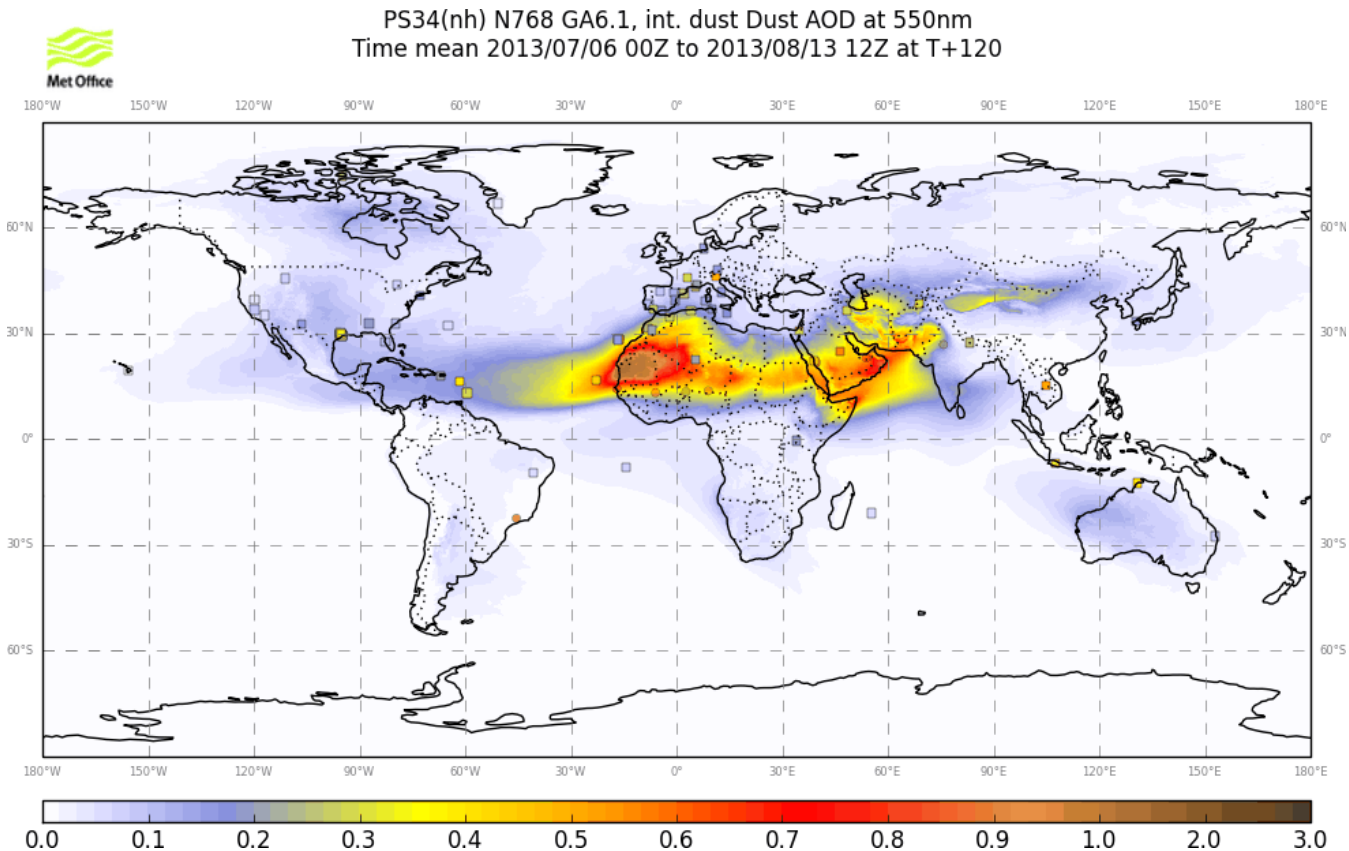 PS34(nh) N768 GA6.1, int. dust Dust AOD at 550nm
Time mean 2013/07/06 00Z to 2013/08/13 12Z at T+120
Met Office
180°W 150°W 120°W 90°W 60°W 30°W 0° 30°E 60°E 90°E 120°E 150°E 180°E
60°N 60°N
30°N 30°N
0° 0°
30°S 30°S
60°S 60°S
180°W 150°W 120°W 90°W 60°W 30°W 0° 30°E 60°E 90°E 120°E 150°E 180°E
0.0 0.1 0.2 0.3 0.4 0.5 0.6 0.7 0.8 0.9 1.0 2.0 3.0